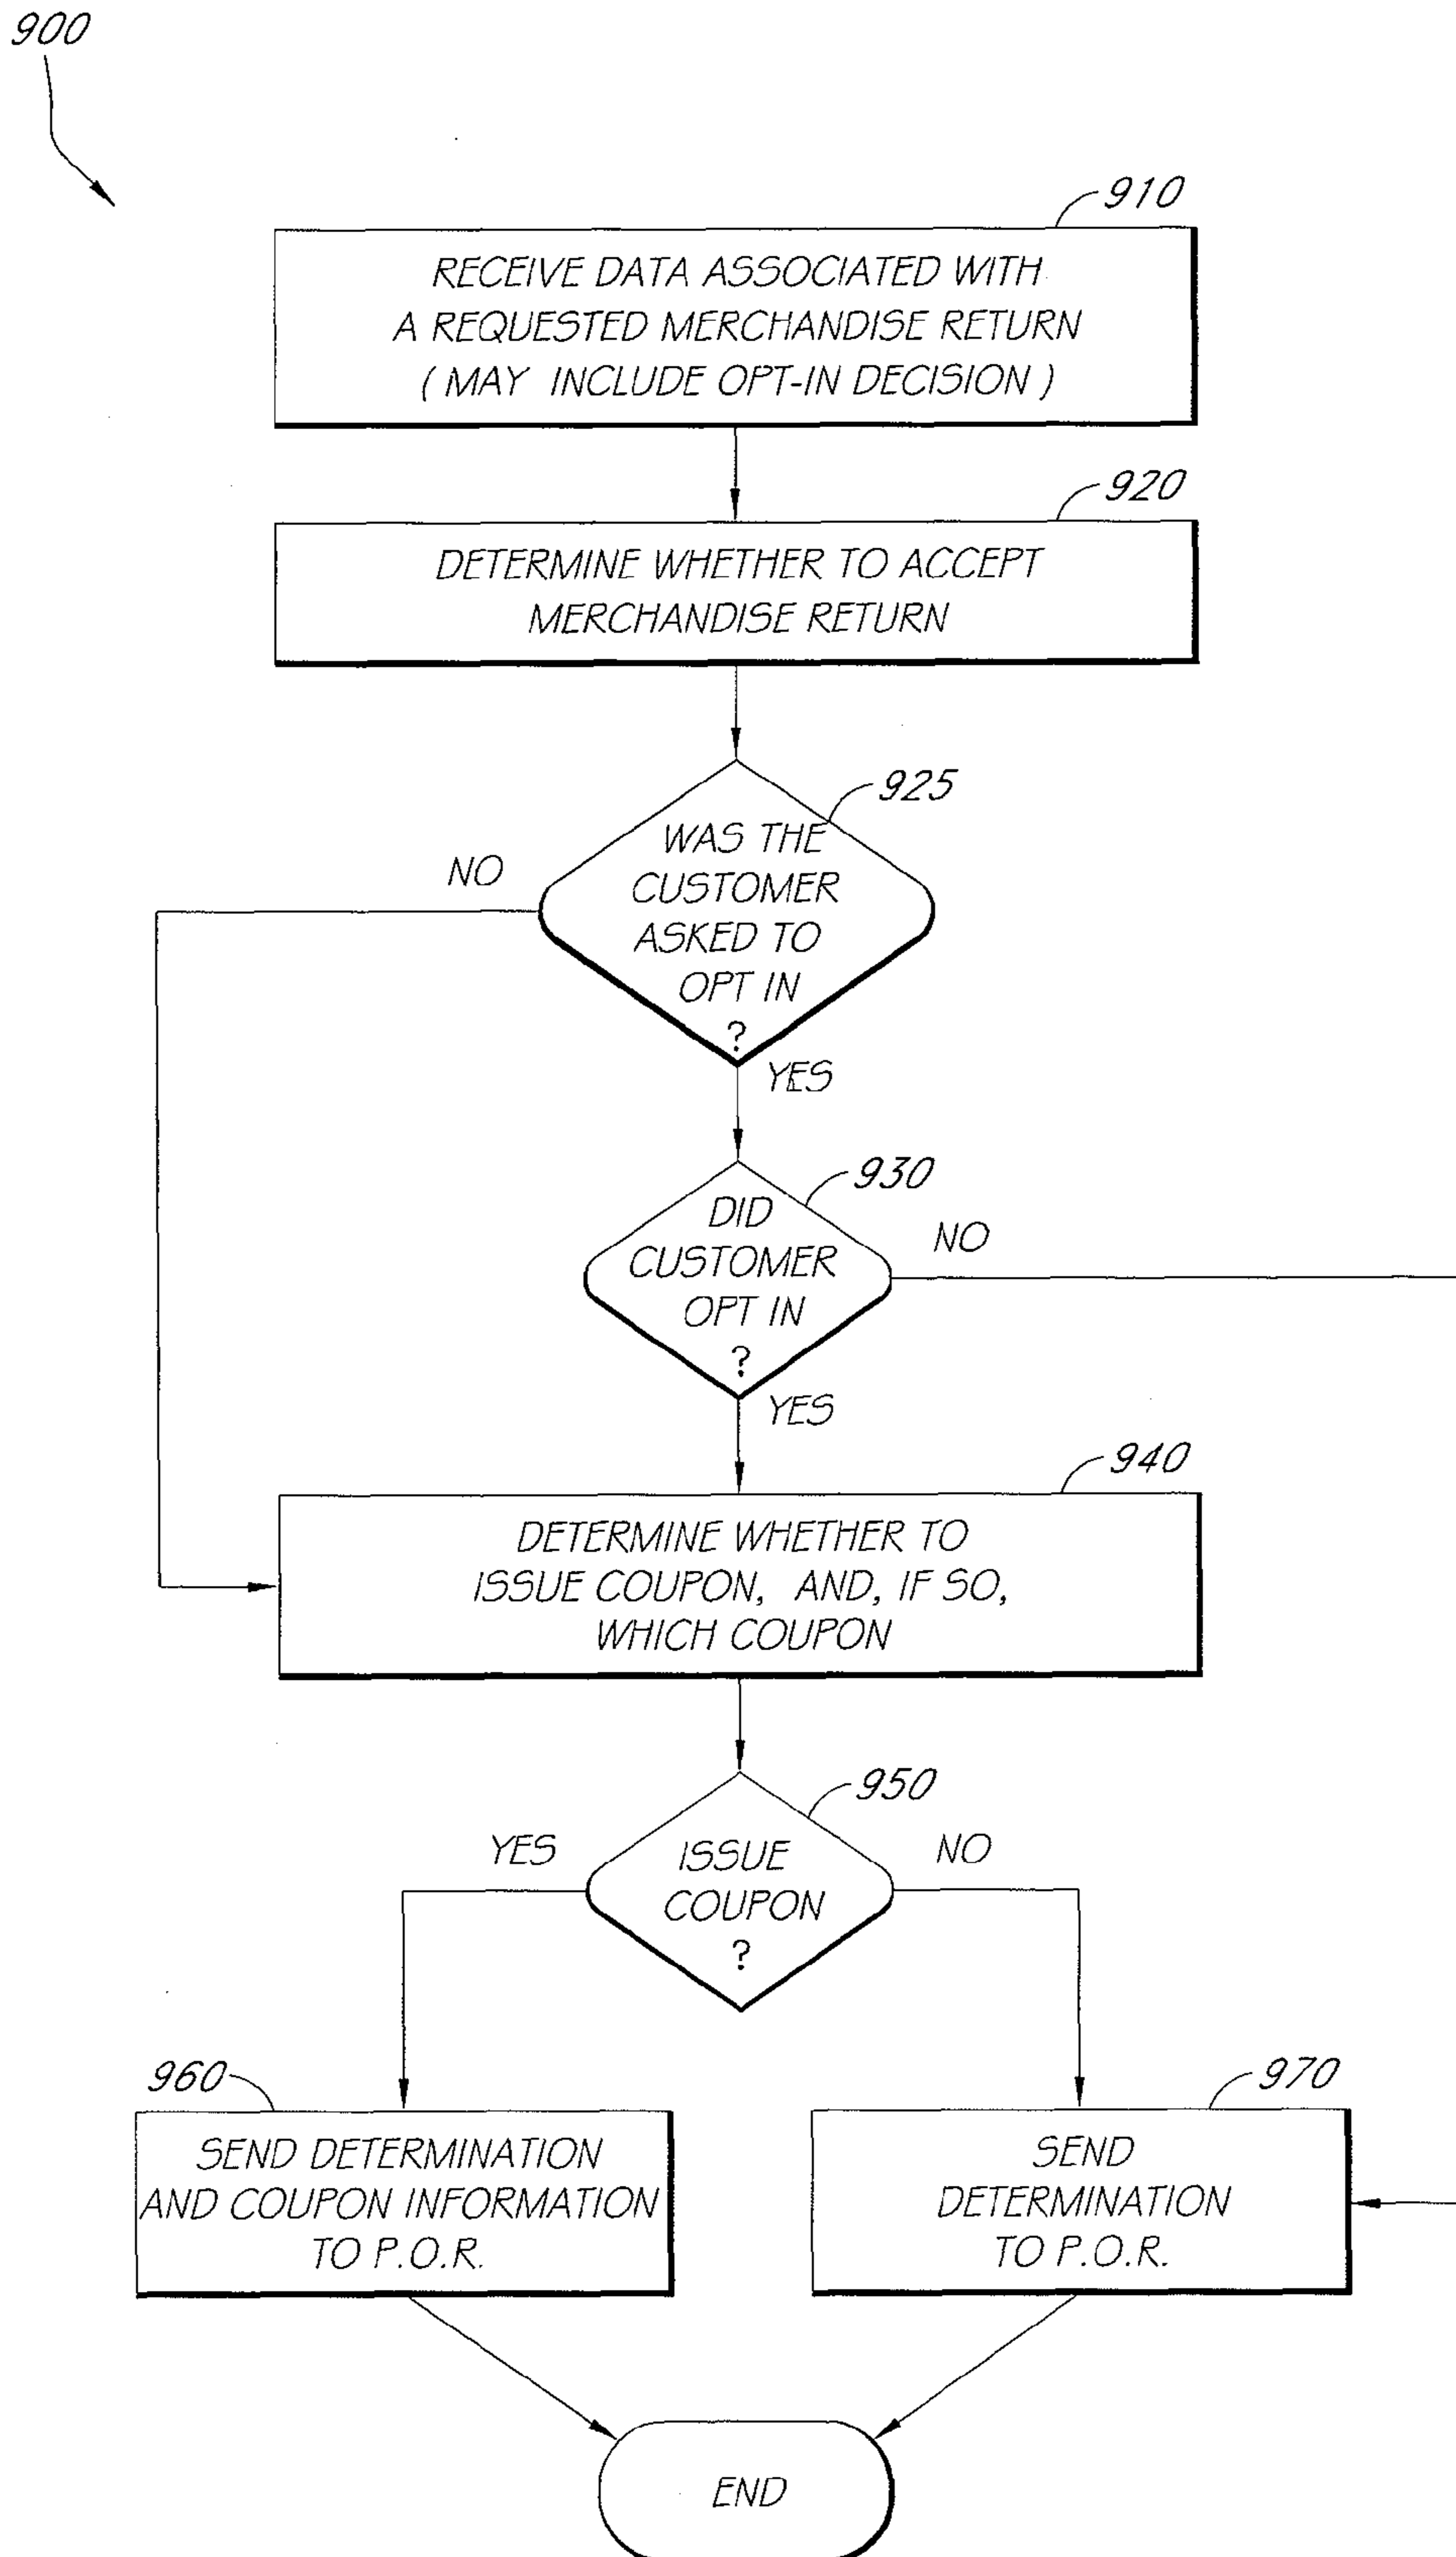 900
910
RECEIVE DATA ASSOCIATED WITH
A REQUESTED MERCHANDISE RETURN
( MAY INCLUDE OPT-IN DECISION )
920
DETERMINE WHETHER TO ACCEPT
MERCHANDISE RETURN
925
WAS THE
CUSTOMER
ASKED TO
OPT IN
?
NO
YES
930
DID
CUSTOMER
OPT IN
?
NO
YES
940
DETERMINE WHETHER TO
ISSUE COUPON, AND, IF SO,
WHICH COUPON
950
ISSUE
COUPON
?
YES
NO
960
SEND DETERMINATION
AND COUPON INFORMATION
TO P.O.R.
970
SEND
DETERMINATION
TO P.O.R.
END